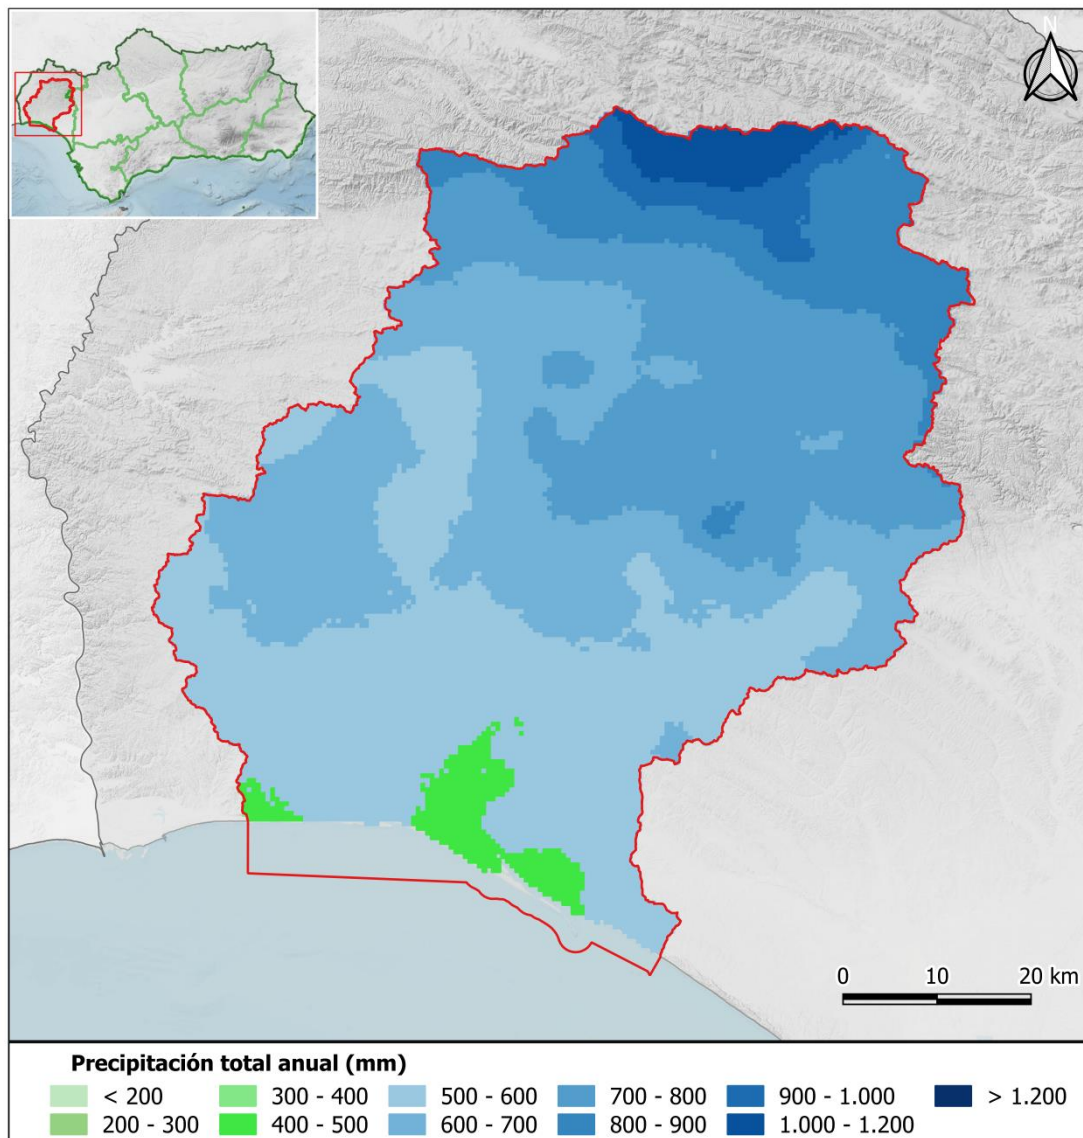 N
0 10 20 km
Precipitación total anual (mm)
< 200 300 - 400 500 - 600 700 - 800 900 - 1.000 > 1.200
200 - 300 400 - 500 600 - 700 800 - 900 1.000 - 1.200